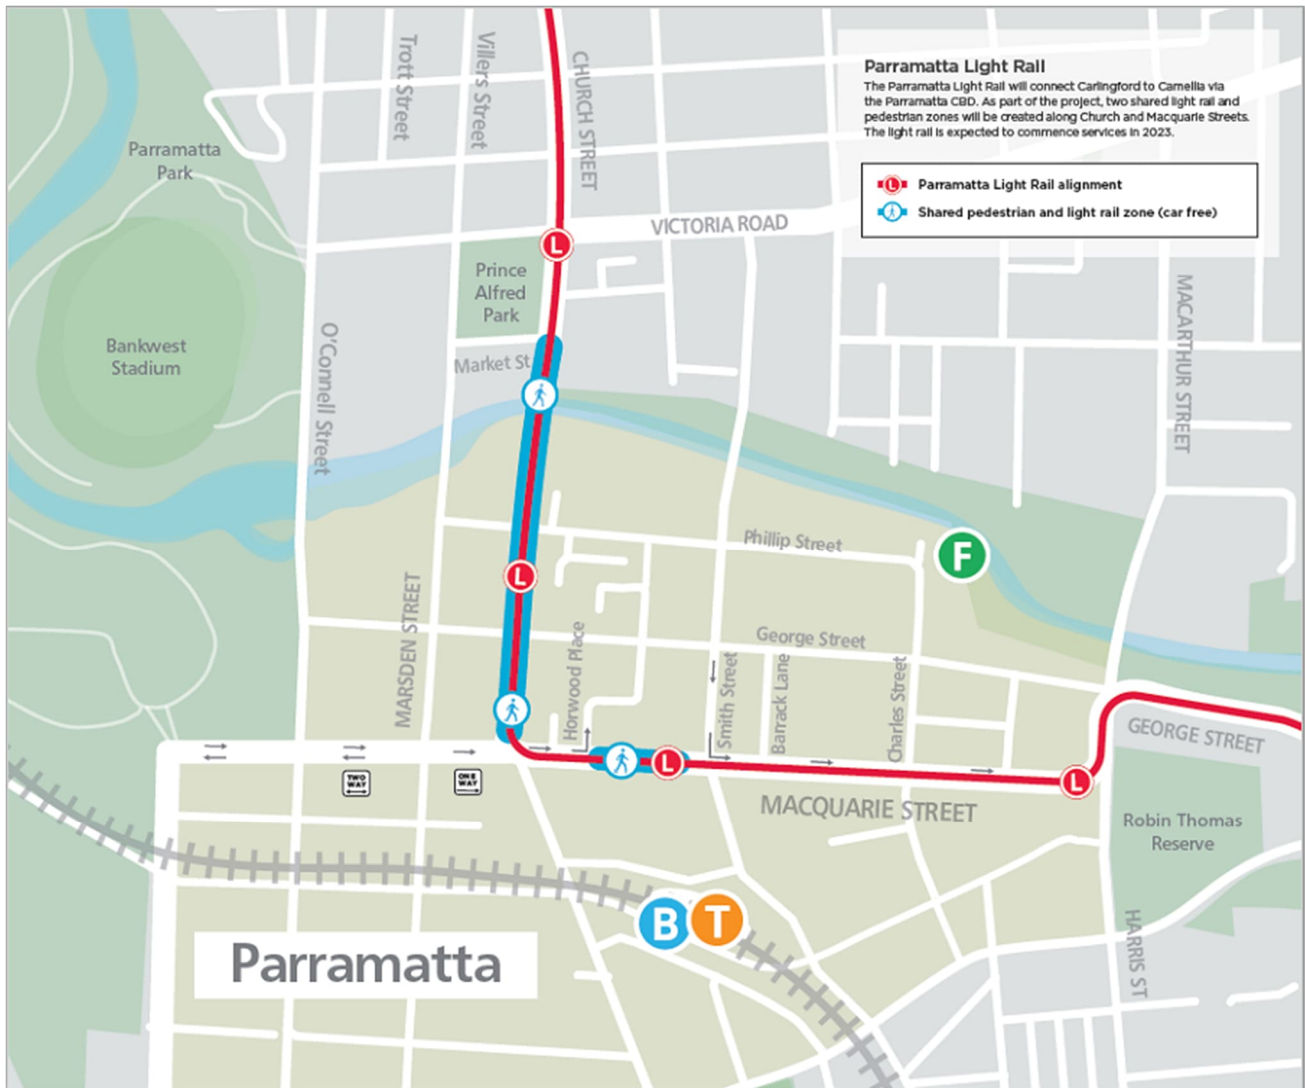 Trott Street
Villers Street
CHURCH STREET
Parramatta Light Rail
The Parramatta Light Rail will connect Carlingford to Camellia via
the Parramatta CBD. As part of the project, two shared light rail and
pedestrian zones will be created along Church and Macquarie Streets.
The light rail is expected to commence services in 2023.
L Parramatta Light Rail alignment
Shared pedestrian and light rail zone (car free)
Parramatta
Park
VICTORIA ROAD
L
Prince
Alfred
Park
MACARTHUR STREET
Bankwest
Stadium
O'Connell Street
Market St
Phillip Street
F
L
MARSDEN STREET
Horwood Place
George Street
Smith Street
Barrack Lane
Charles Street
GEORGE STREET
TWO
WAY
ONE
WAY
L
L
MACQUARIE STREET
Robin Thomas
Reserve
B
T
HARRIS ST
Parramatta